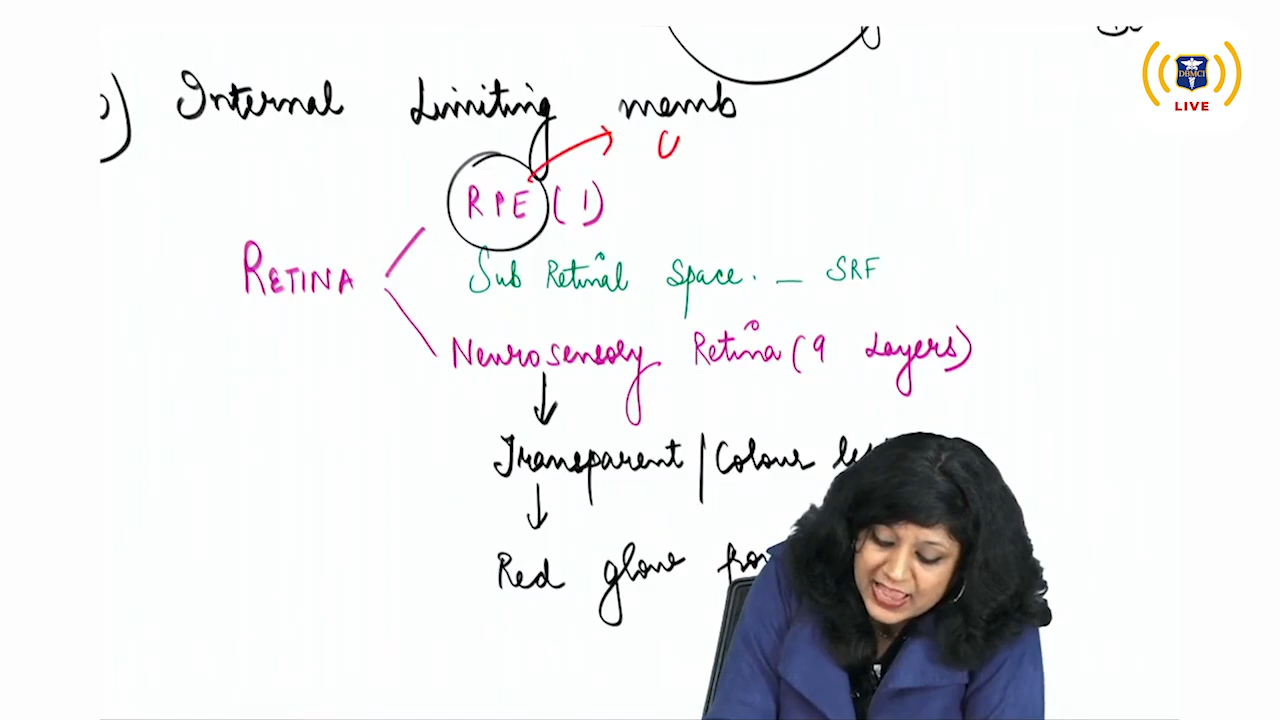 Internal Limiting memb
RPE (1)
RETINA
Sub Retinal Space. - SRF
Neurosensory Retina (9 Layers)
Transparent / Colour
Red glow
DBMCI
LIVE